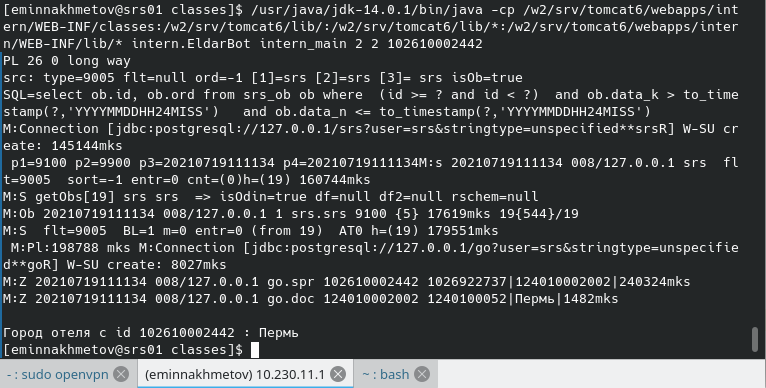 [eminnakhmetov@srs01 classes]$ /usr/java/jdk-14.0.1/bin/java -cp /w2/srv/tomcat6/webapps/int
ern/WEB-INF/classes:/w2/srv/tomcat6/lib/:/w2/srv/tomcat6/lib/*:/w2/srv/tomcat6/webapps/inter
n/WEB-INF/lib/* intern.EldarBot intern_main 2 2 102610002442
PL 26 0 long way
src: type=9005 flt=null ord=-1 [1]=srs [2]=srs [3]= srs isOb=true
SQL=select ob.id, ob.ord from srs_ob ob where  (id >= ? and id < ?)  and ob.data_k > to_time
stamp(?,'YYYYMMDDHH24MISS')   and ob.data_n <= to_timestamp(?,'YYYYMMDDHH24MISS')
M:Connection [jdbc:postgresql://127.0.0.1/srs?user=srs&stringtype=unspecified**srsR] W-SU cr
eate: 145144mks
 p1=9100 p2=9900 p3=20210719111134 p4=20210719111134M:s 20210719111134 008/127.0.0.1 srs  fl
t=9005  sort=-1 entr=0 cnt=(0)h=(19) 160744mks
M:S getObs[19] srs srs  => isOdin=true df=null df2=null rschem=null
M:Ob 20210719111134 008/127.0.0.1 1 srs.srs 9100 {5} 17619mks 19{544}/19
M:S  flt=9005  BL=1 m=0 entr=0 (from 19)  AT0 h=(19) 179551mks
 M:Pl:198788 mks M:Connection [jdbc:postgresql://127.0.0.1/go?user=srs&stringtype=unspecifie
d**goR] W-SU create: 8027mks
M:Z 20210719111134 008/127.0.0.1 go.spr 102610002442 1026922737|124010002002|240324mks
M:Z 20210719111134 008/127.0.0.1 go.doc 124010002002 1240100052|Пермь|1482mks
Город отеля с id 102610002442 : Пермь
[eminnakhmetov@srs01 classes]$
- : sudo openvpn (eminnakhmetov) 10.230.11.1 ~ : bash